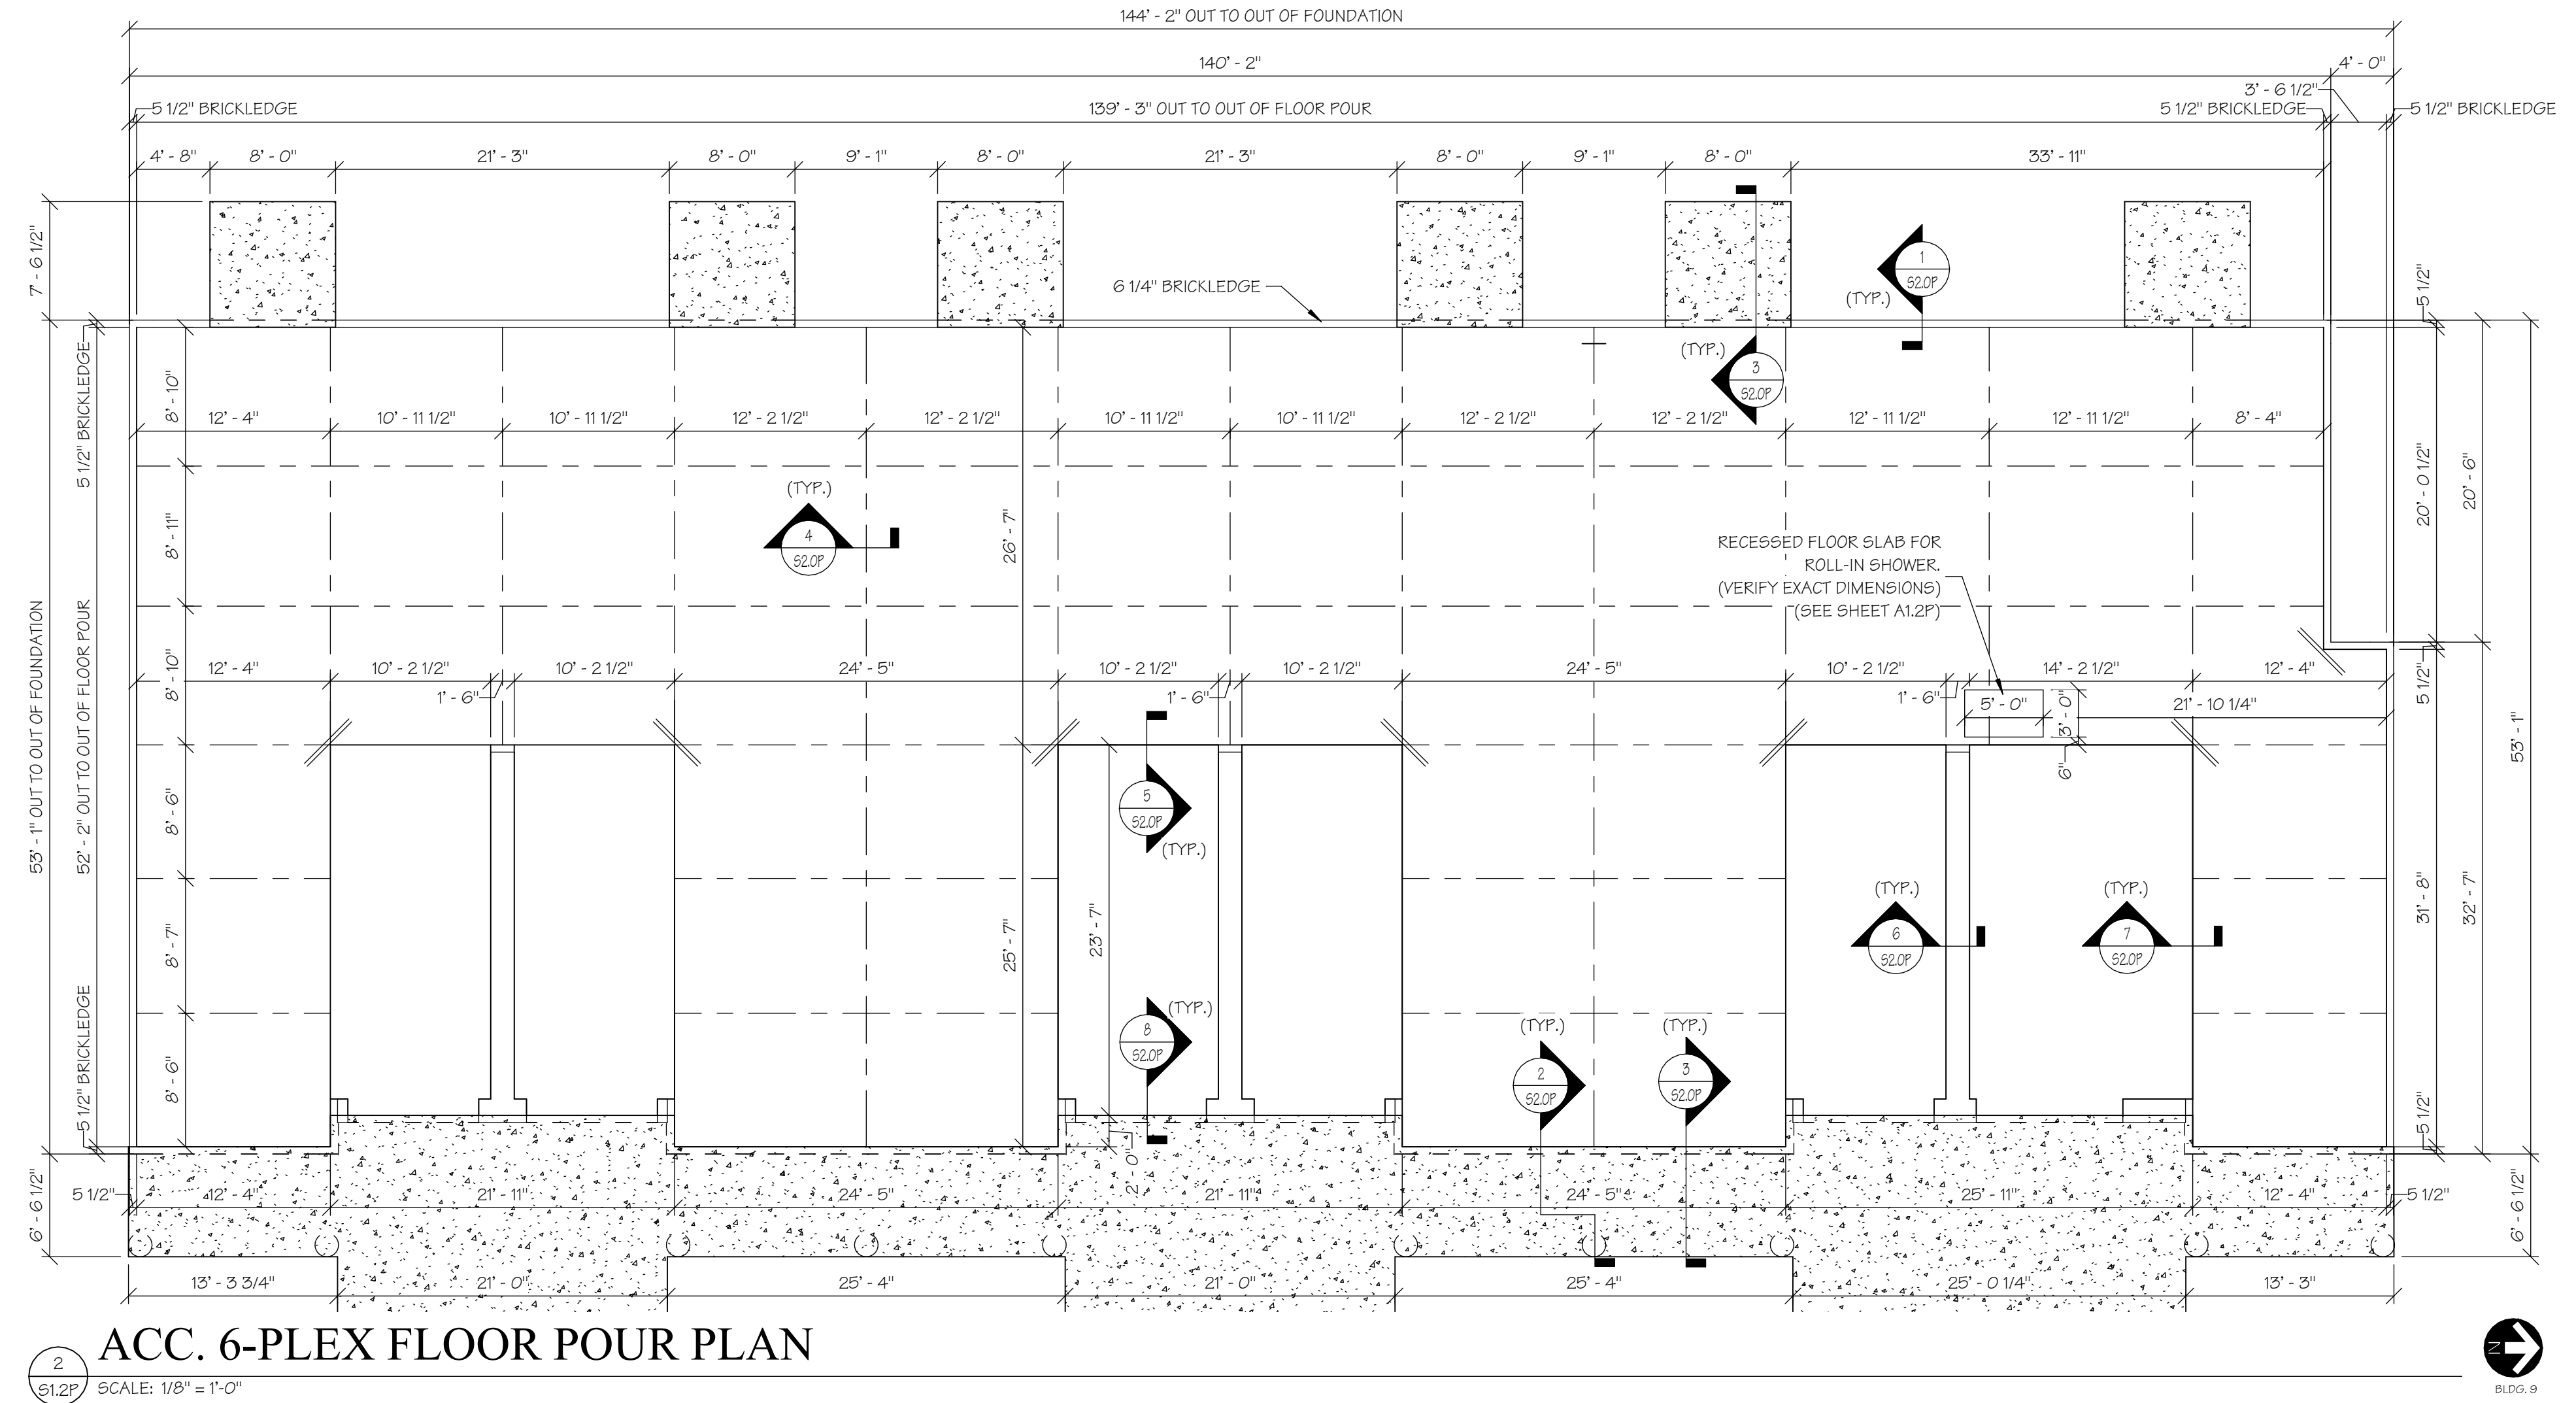 144' - 2" OUT TO OUT OF FOUNDATION
140' - 2"
4' - 0"
3' - 6 1/2"
5 1/2" BRICKLEDGE
139' - 3" OUT TO OUT OF FLOOR POUR
5 1/2" BRICKLEDGE
5 1/2" BRICKLEDGE
4' - 8"
8' - 0"
21' - 3"
8' - 0"
9' - 1"
8' - 0"
21' - 3"
8' - 0"
9' - 1"
8' - 0"
33' - 11"
7' - 6 1/2"
6 1/4" BRICKLEDGE
1
S2.0P
(TYP.)
5 1/2"
(TYP.)
3
S2.0P
5 1/2" BRICKLEDGE
8' - 10"
12' - 4"
10' - 11 1/2"
10' - 11 1/2"
12' - 2 1/2"
12' - 2 1/2"
10' - 11 1/2"
10' - 11 1/2"
12' - 2 1/2"
12' - 2 1/2"
12' - 11 1/2"
12' - 11 1/2"
8' - 4"
20' - 0 1/2"
20' - 6"
(TYP.)
4
S2.0P
8' - 11"
26' - 7"
RECESSED FLOOR SLAB FOR
ROLL-IN SHOWER.
(VERIFY EXACT DIMENSIONS)
(SEE SHEET A1.2P)
53' - 1" OUT TO OUT OF FOUNDATION
52' - 2" OUT TO OUT OF FLOOR POUR
8' - 10"
12' - 4"
10' - 2 1/2"
10' - 2 1/2"
24' - 5"
10' - 2 1/2"
10' - 2 1/2"
24' - 5"
10' - 2 1/2"
14' - 2 1/2"
12' - 4"
1' - 6"
1' - 6"
1' - 6"
5' - 0"
3' - 0"
21' - 10 1/4"
6"
5 1/2"
53' - 1"
8' - 6"
5
S2.0P
(TYP.)
(TYP.)
6
S2.0P
(TYP.)
7
S2.0P
31' - 8"
32' - 7"
8' - 7"
25' - 7"
23' - 7"
(TYP.)
8
S2.0P
(TYP.)
2
S2.0P
(TYP.)
3
S2.0P
5 1/2" BRICKLEDGE
8' - 6"
5 1/2"
2' - 0"
6' - 6 1/2"
5 1/2"
12' - 4"
21' - 11"
24' - 5"
21' - 11"
24' - 5"
25' - 11"
12' - 4"
5 1/2"
6' - 6 1/2"
13' - 3 3/4"
21' - 0"
25' - 4"
21' - 0"
25' - 4"
25' - 0 1/4"
13' - 3"
2
S1.2P
ACC. 6-PLEX FLOOR POUR PLAN
SCALE: 1/8" = 1'-0"
N
BLDG. 9